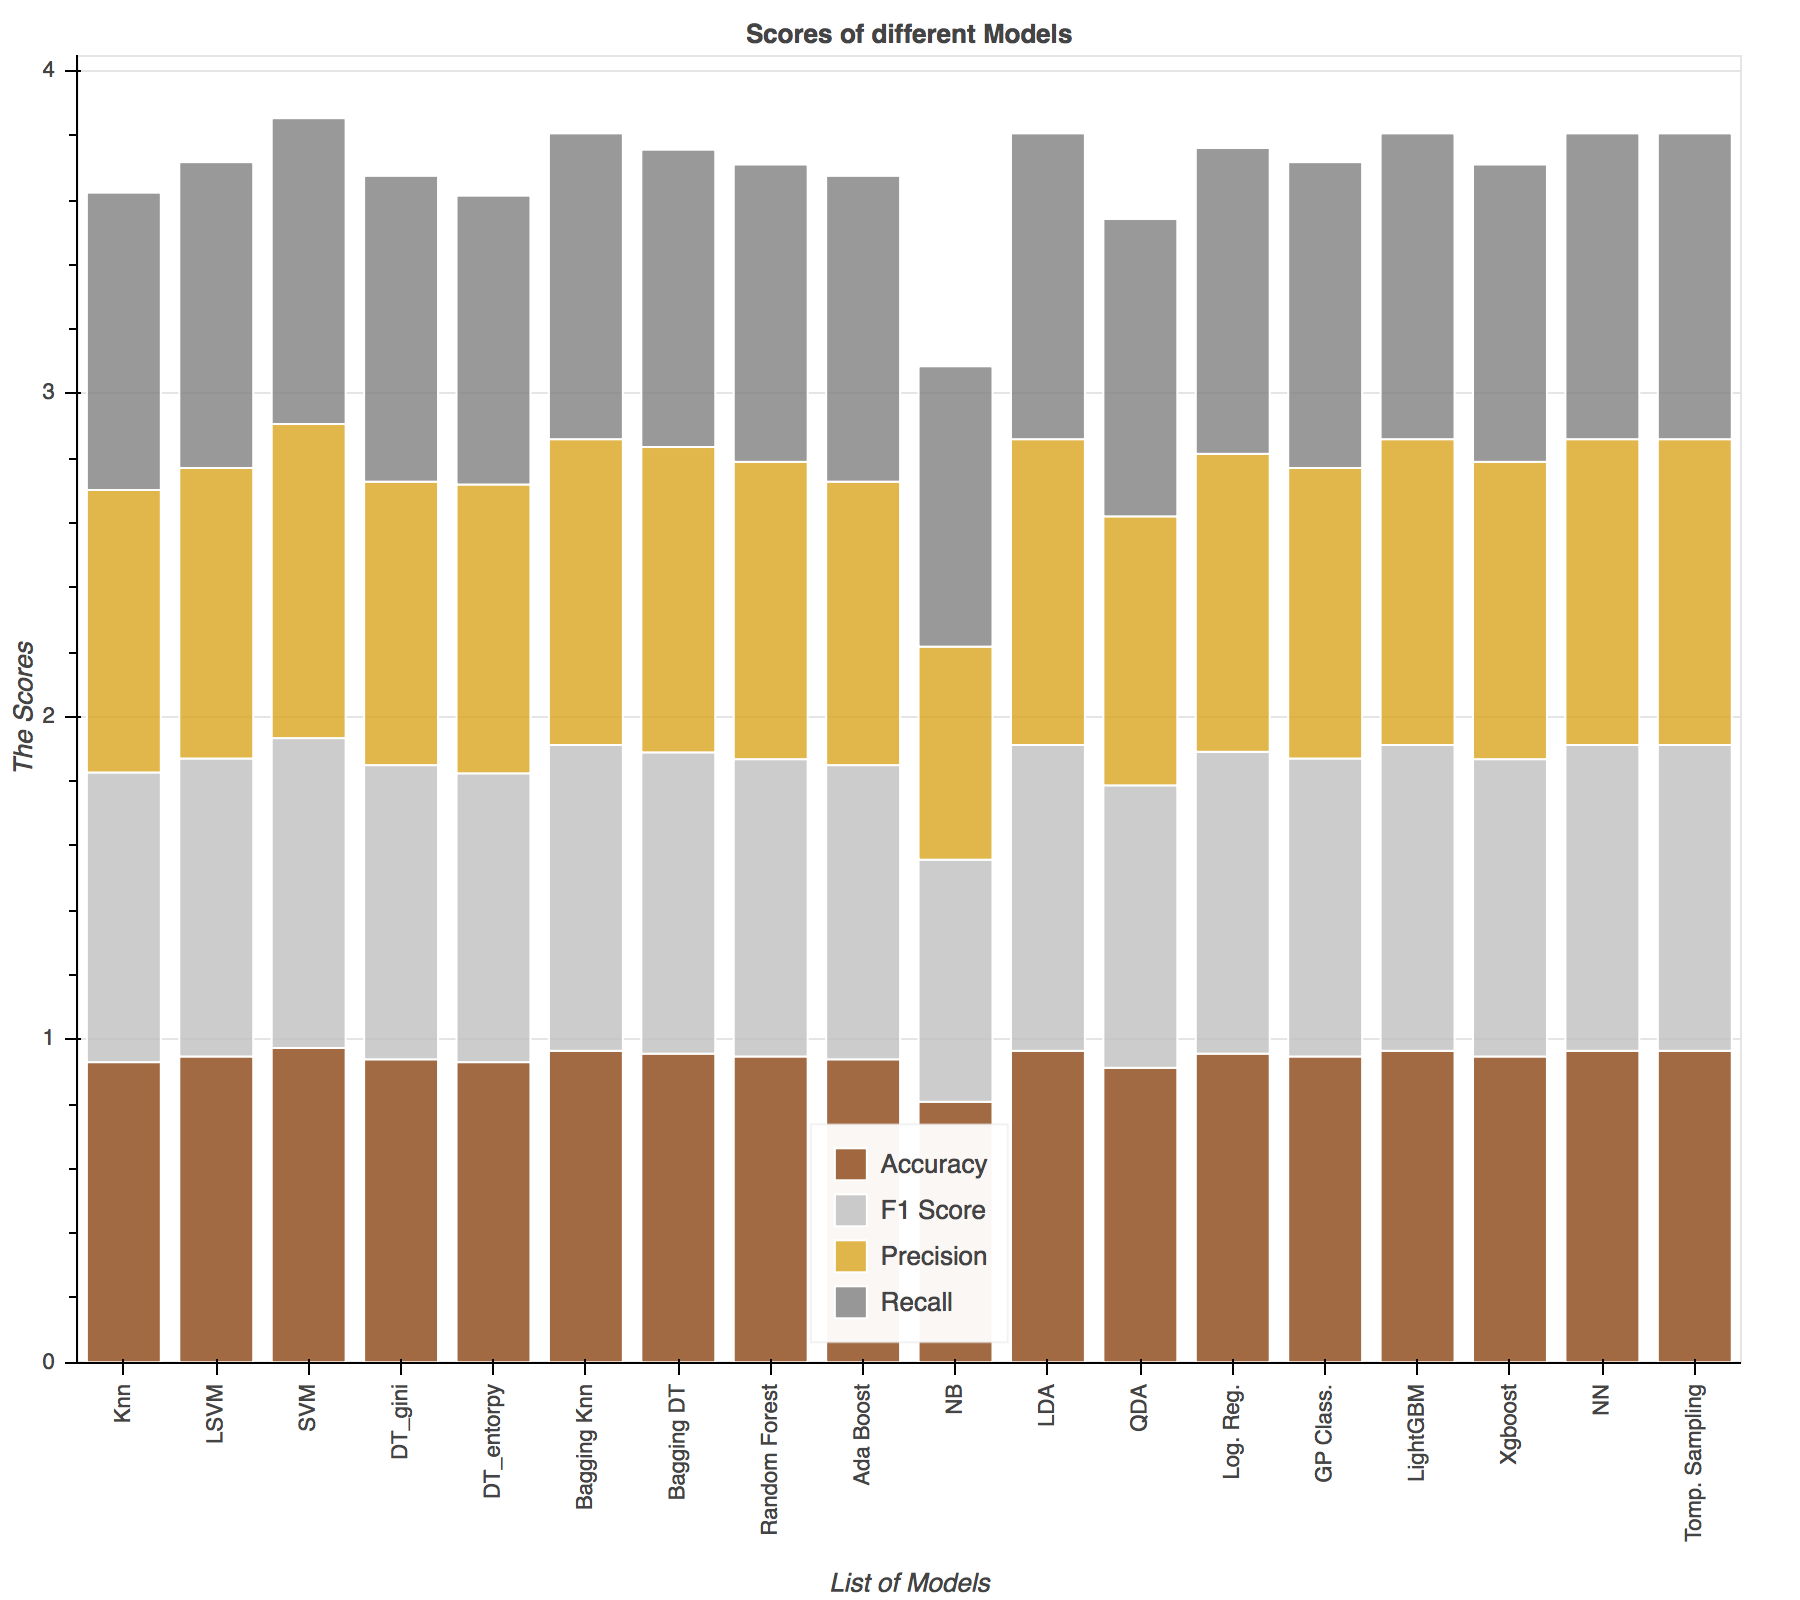 Scores of different Models
The Scores
4
3
2
1
0
Accuracy
F1 Score
Precision
Recall
Knn
LSVM
SVM
DT_gini
DT_entorpy
Bagging Knn
Bagging DT
Random Forest
Ada Boost
NB
LDA
QDA
Log. Reg.
GP Class.
LightGBM
Xgboost
NN
Tomp. Sampling
List of Models